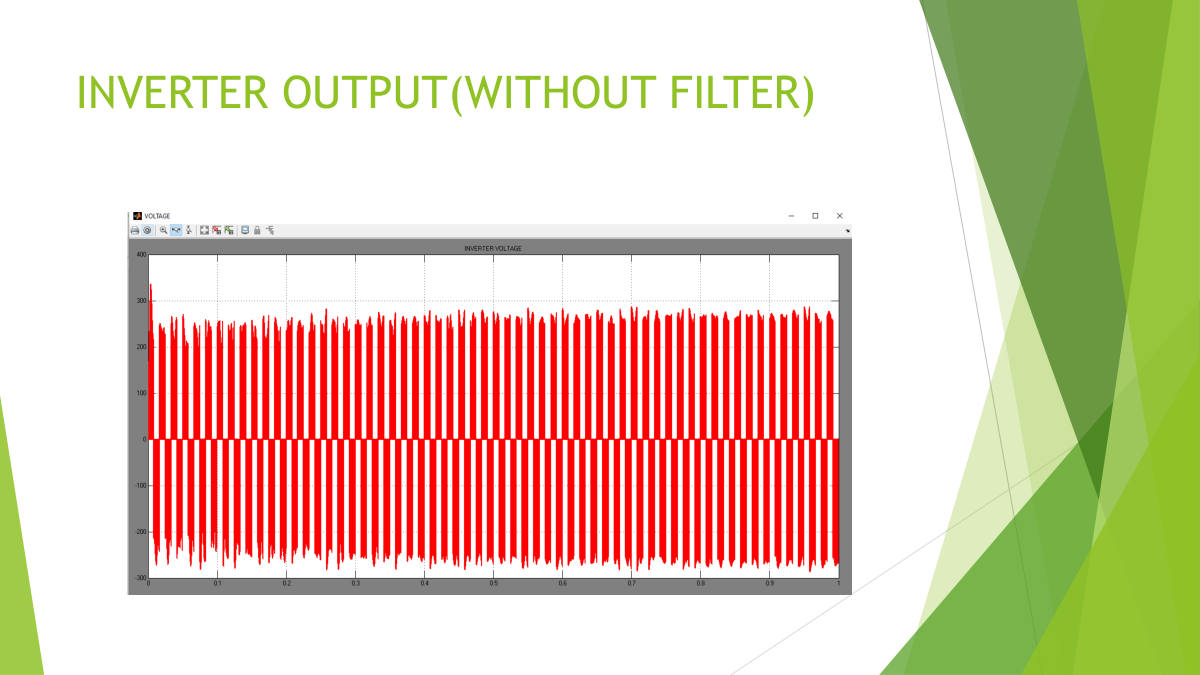 INVERTER OUTPUT(WITHOUT FILTER)
VOLTAGE
INVERTER VOLTAGE
400
300
200
100
0
-100
-200
-300
0 0.1 0.2 0.3 0.4 0.5 0.6 0.7 0.8 0.9 1